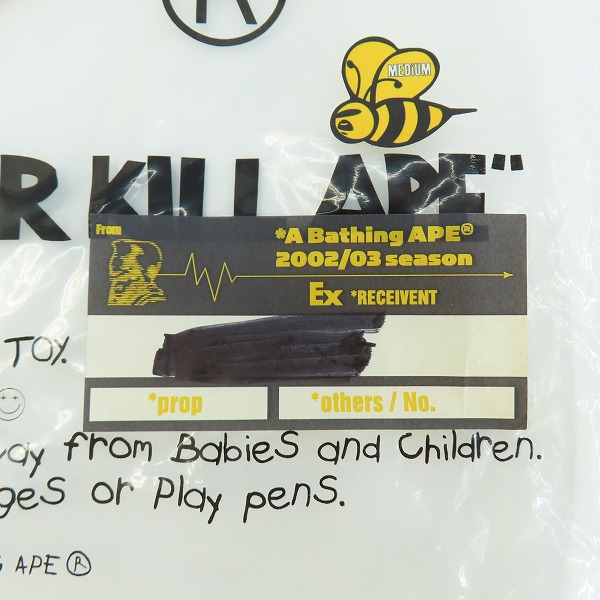 ®
MEDiUM
R KILL APE"
From
*A Bathing APE®
2002/03 season
Ex *RECEIVENT
TOY.
*prop
*others / No.
way from Babies and Children.
ges or Play pens.
G APE ®